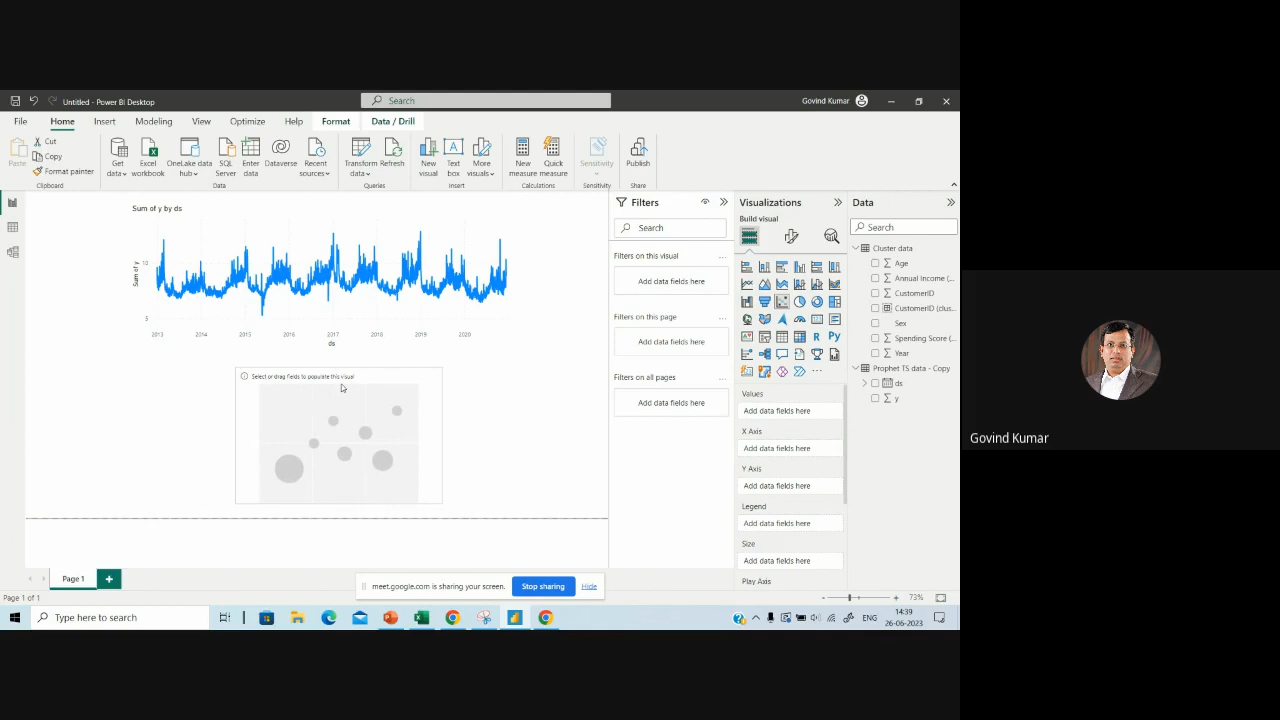 Untitled - Power BI Desktop
Search
Govind Kumar
File Home Insert Modeling View Optimize Help Format Data / Drill
Paste
Cut
Copy
Format painter
Clipboard
Get data
Excel workbook
OneLake data hub
SQL Server
Enter data
Dataverse
Recent sources
Data
Transform data
Refresh
Queries
New visual
Text box
More visuals
Insert
New measure
Quick measure
Calculations
Sensitivity
Sensitivity
Publish
Share
Sum of y by ds
Sum of y
10
5
2013 2014 2015 2016 2017 2018 2019 2020
ds
Select or drag fields to populate this visual
Filters
Search
Filters on this visual ...
Add data fields here
Filters on this page ...
Add data fields here
Filters on all pages ...
Add data fields here
Visualizations
Build visual
R Py
...
Values
Add data fields here
X Axis
Add data fields here
Y Axis
Add data fields here
Legend
Add data fields here
Size
Add data fields here
Play Axis
Data
Search
Cluster data
Age
Annual Income (...
CustomerID
CustomerID (clus...
Sex
Spending Score (...
Year
Prophet TS data - Copy
ds
y
Page 1
meet.google.com is sharing your screen.
Stop sharing
Hide
Page 1 of 1
73%
Type here to search
ENG
14:39
26-06-2023
Govind Kumar